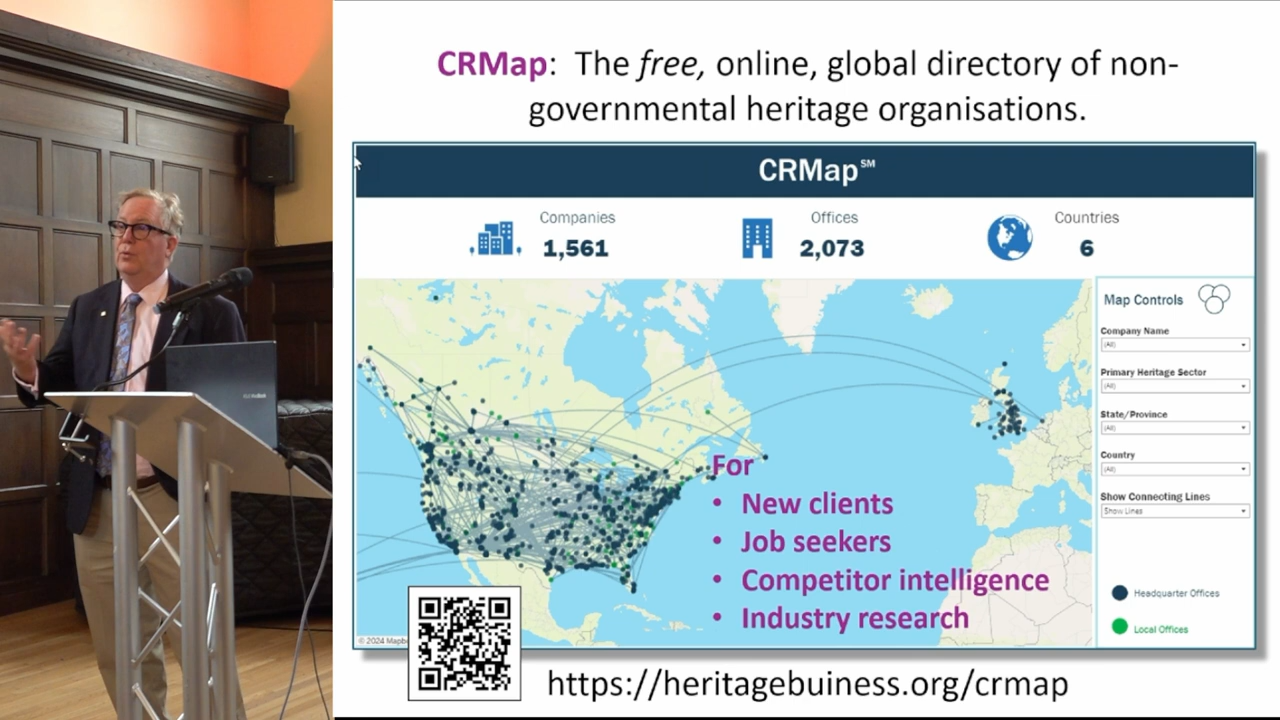 CRMap: The free, online, global directory of non-
governmental heritage organisations.
CRMap℠
Companies
1,561
Offices
2,073
Countries
6
Map Controls
Company Name
(All)
Primary Heritage Sector
(All)
State/Province
(All)
Country
(All)
Show Connecting Lines
Show Lines
Headquarter Offices
Local Offices
For
• New clients
• Job seekers
• Competitor intelligence
• Industry research
© 2024
https://heritagebuiness.org/crmap